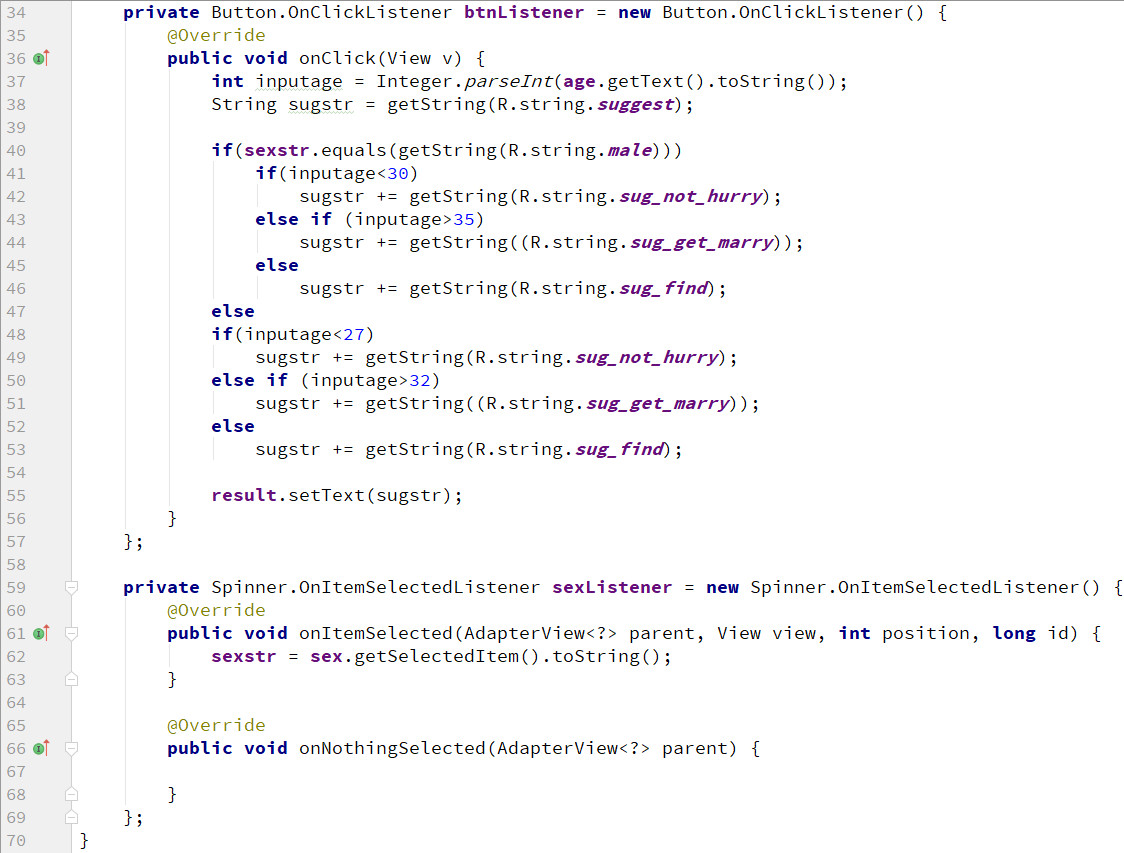 34 private Button.OnClickListener btnListener = new Button.OnClickListener() {
35 @Override
36 public void onClick(View v) {
37 int inputage = Integer.parseInt(age.getText().toString());
38 String sugstr = getString(R.string.suggest);
39
40 if(sexstr.equals(getString(R.string.male)))
41 if(inputage<30)
42 sugstr += getString(R.string.sug_not_hurry);
43 else if (inputage>35)
44 sugstr += getString((R.string.sug_get_marry));
45 else
46 sugstr += getString(R.string.sug_find);
47 else
48 if(inputage<27)
49 sugstr += getString(R.string.sug_not_hurry);
50 else if (inputage>32)
51 sugstr += getString((R.string.sug_get_marry));
52 else
53 sugstr += getString(R.string.sug_find);
54
55 result.setText(sugstr);
56 }
57 };
58
59 private Spinner.OnItemSelectedListener sexListener = new Spinner.OnItemSelectedListener() {
60 @Override
61 public void onItemSelected(AdapterView<?> parent, View view, int position, long id) {
62 sexstr = sex.getSelectedItem().toString();
63 }
64
65 @Override
66 public void onNothingSelected(AdapterView<?> parent) {
67
68 }
69 };
70 }